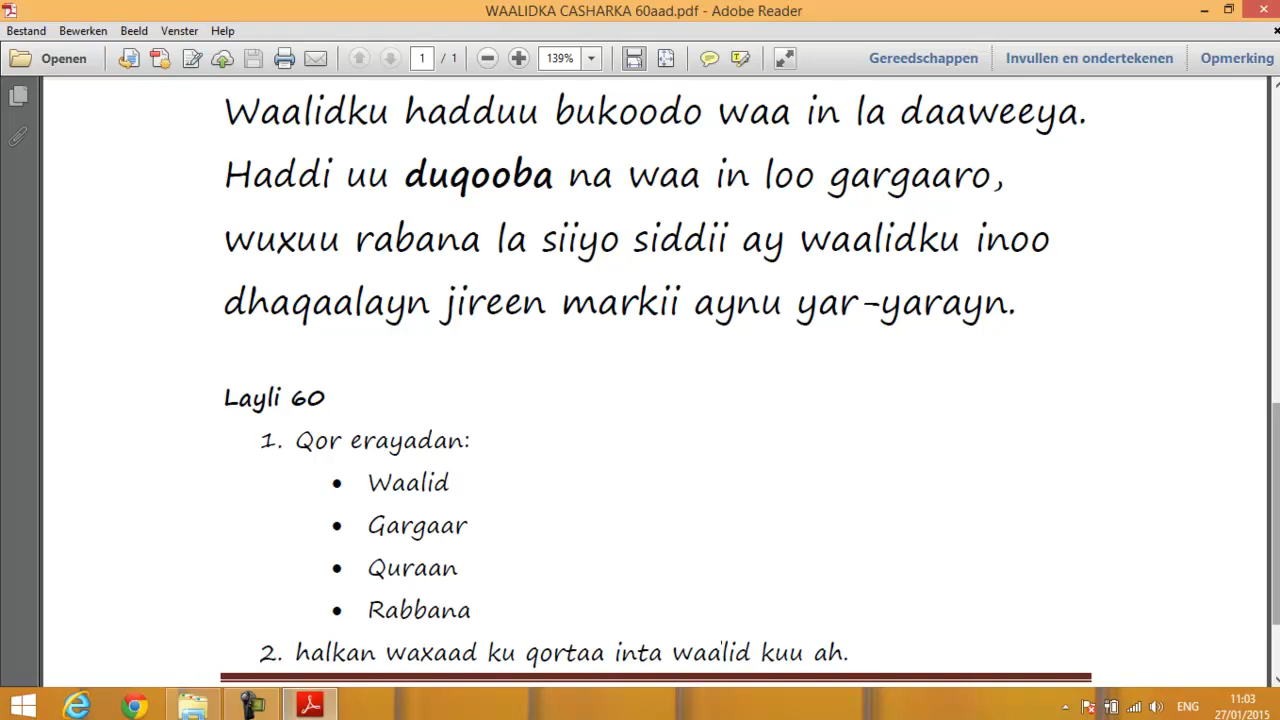 WAALIDKA CASHARKA 60aad.pdf - Adobe Reader
Bestand Bewerken Beeld Venster Help
Openen 1 / 1 139% Gereedschappen Invullen en ondertekenen Opmerking
Waalidku hadduu bukoodo waa in la daaweeya.
Haddi uu duqooba na waa in loo gargaaro,
wuxuu rabana la siiyo siddii ay waalidku inoo
dhaqaalayn jireen markii aynu yar-yarayn.
Layli 60
1. Qor erayadan:
• Waalid
• Gargaar
• Quraan
• Rabbana
2. halkan waxaad ku qortaa inta waalid kuu ah.
ENG 11:03
27/01/2015